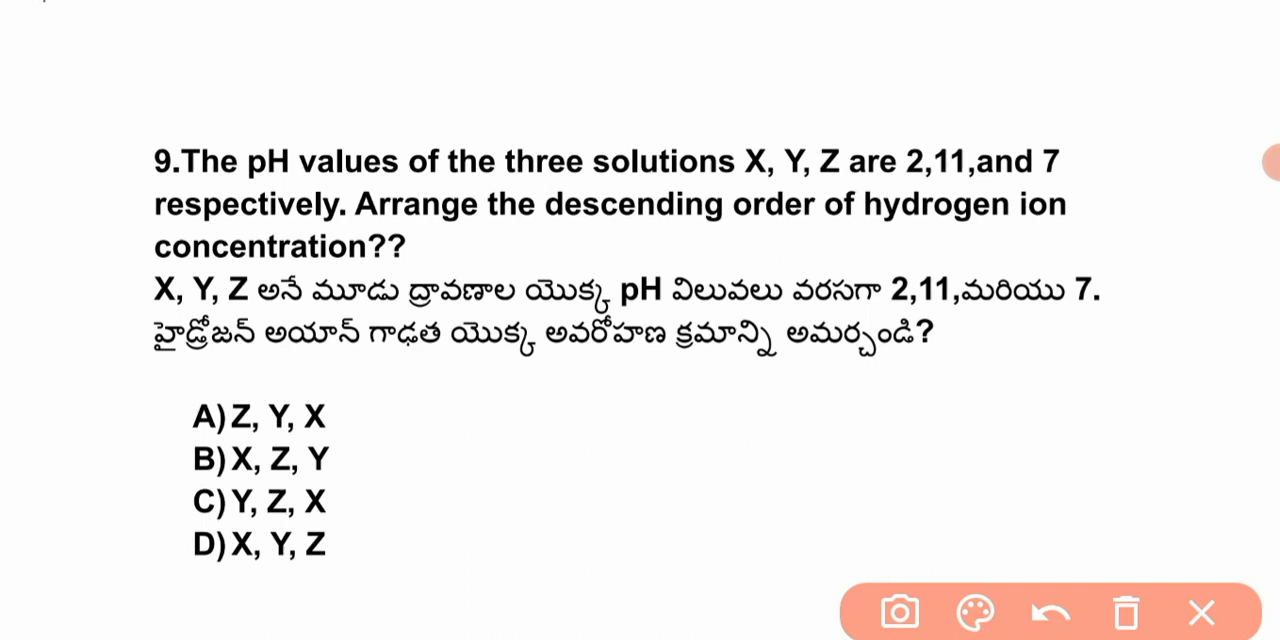 9.The pH values of the three solutions X, Y, Z are 2,11,and 7
respectively. Arrange the descending order of hydrogen ion
concentration??
X, Y, Z అనే మూడు ద్రావణాల యొక్క pH విలువలు వరసగా 2,11,మరియు 7.
హైడ్రోజన్ అయాన్ గాఢత యొక్క అవరోహణ క్రమాన్ని అమర్చండి?
A) Z, Y, X
B) X, Z, Y
C) Y, Z, X
D) X, Y, Z